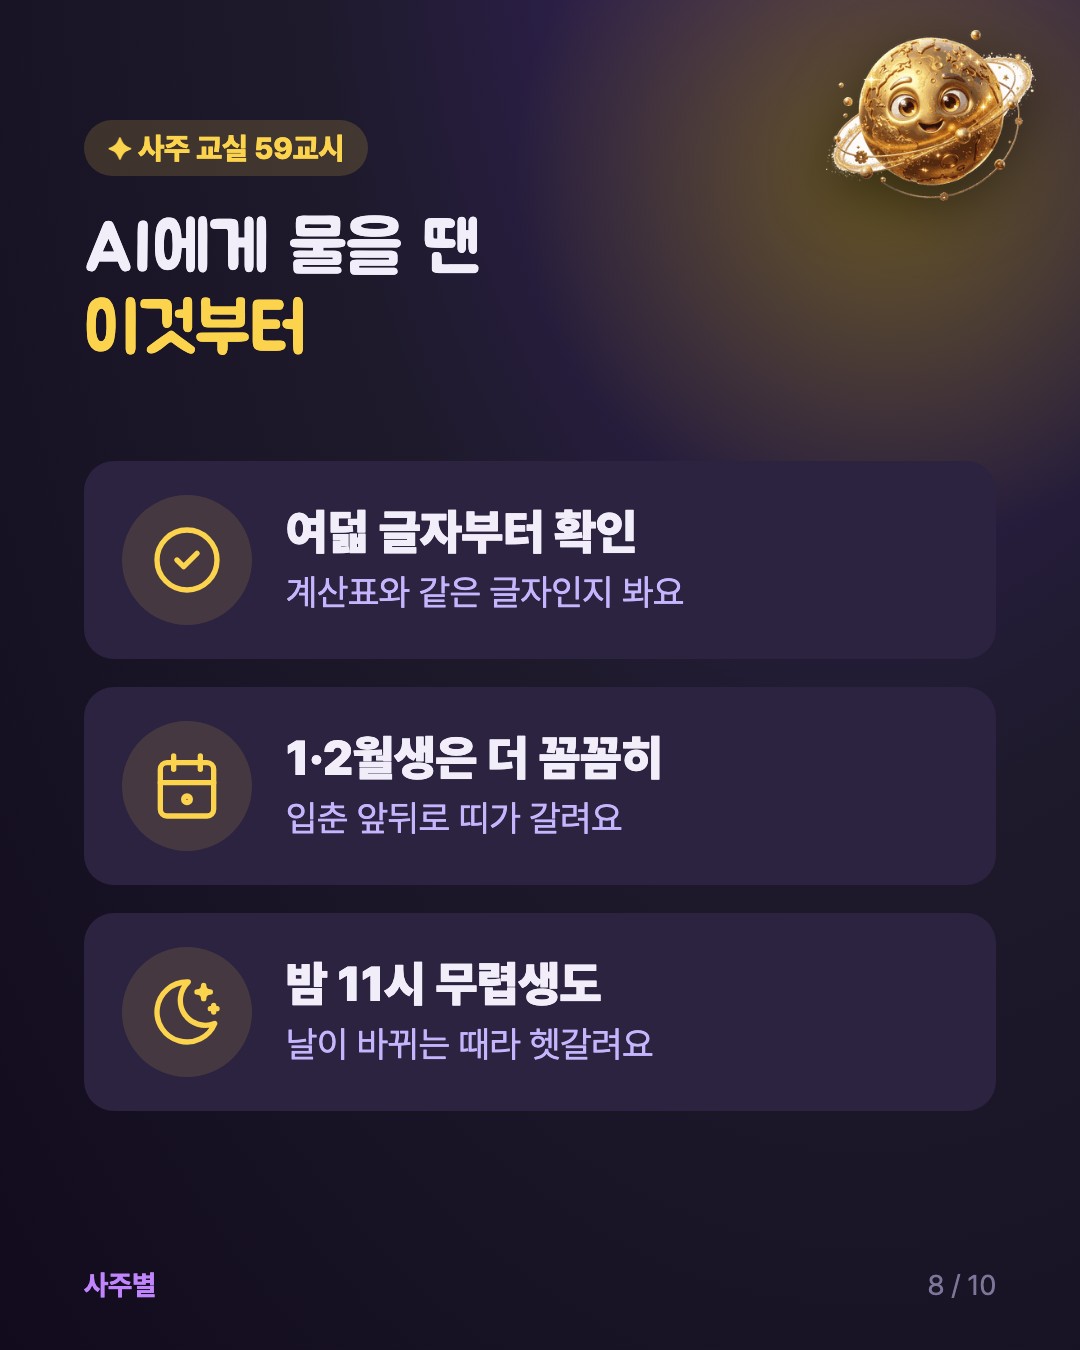 사주 교실 59교시
AI에게 물을 땐
이것부터
여덟 글자부터 확인
계산표와 같은 글자인지 봐요
1·2월생은 더 꼼꼼히
입춘 앞뒤로 띠가 갈려요
밤 11시 무렵생도
날이 바뀌는 때라 헷갈려요
사주별
8 / 10